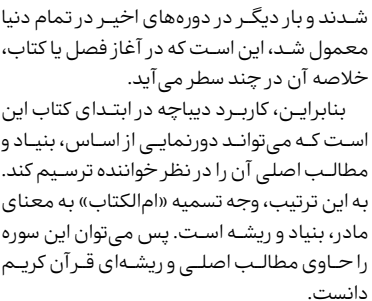 شدند و بار دیگر در دوره‌های اخیر در تمام دنیا
معمول شد، این است که در آغاز فصل یا کتاب،
خلاصه آن در چند سطر می‌آید.
بنابراین، کاربرد دیباچه در ابتدای کتاب این
است که می‌تواند دورنمایی از اساس، بنیاد و
مطالب اصلی آن را در نظر خواننده ترسیم کند.
به این ترتیب، وجه تسمیه «ام‌الکتاب» به معنای
مادر، بنیاد و ریشه است. پس می‌توان این سوره
را حاوی مطالب اصلی و ریشه‌ای قرآن کریم
دانست.